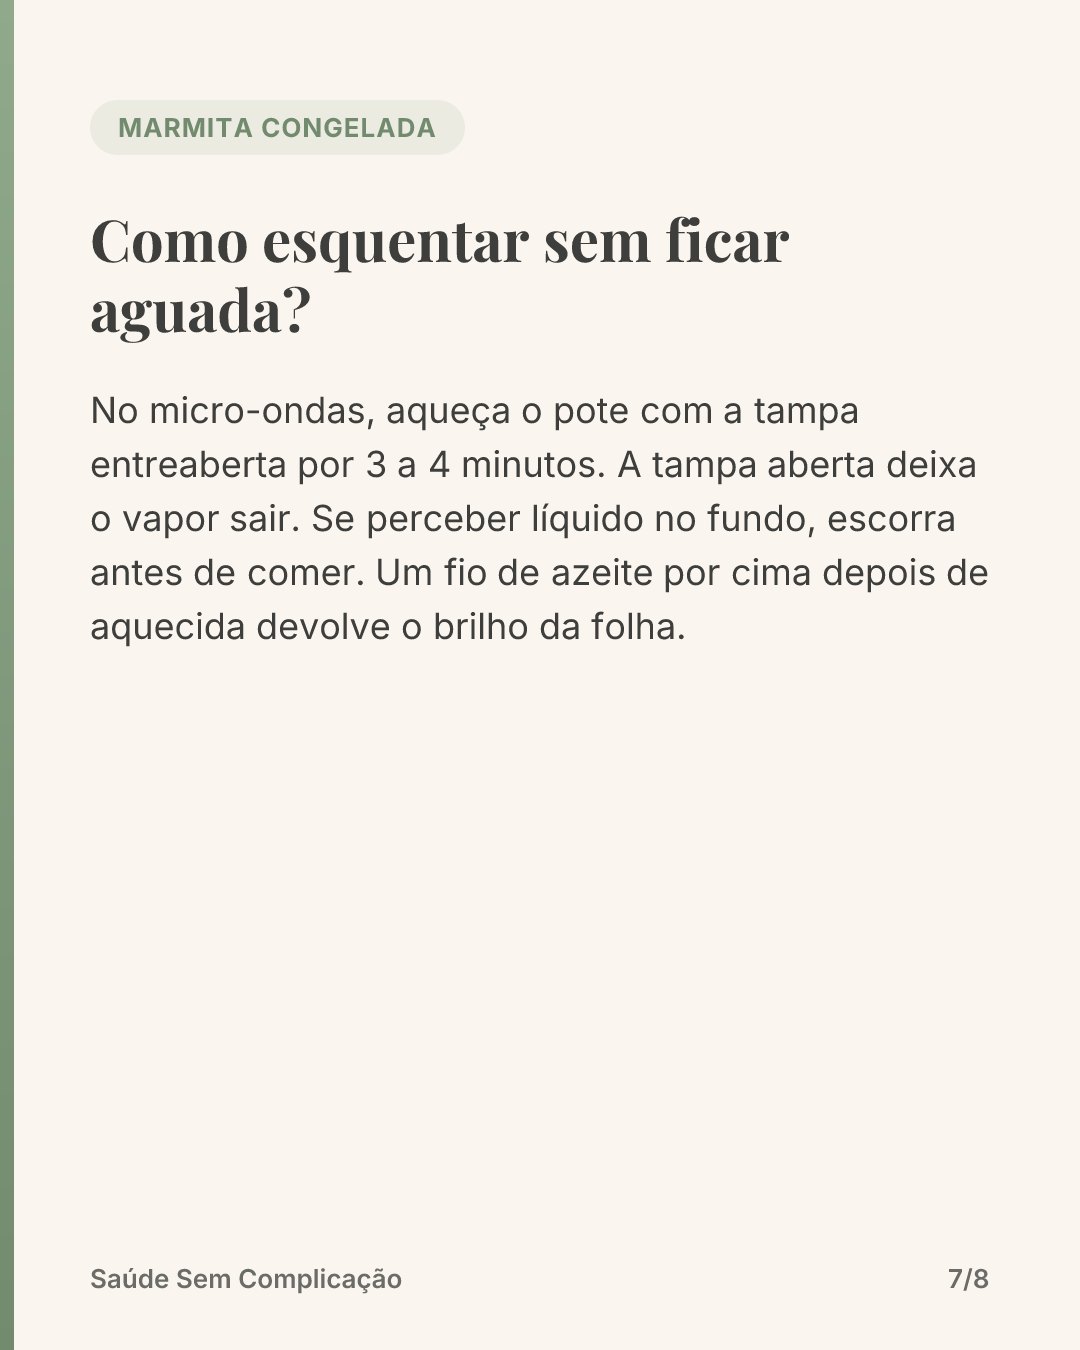 MARMITA CONGELADA
Como esquentar sem ficar
aguada?
No micro-ondas, aqueça o pote com a tampa
entreaberta por 3 a 4 minutos. A tampa aberta deixa
o vapor sair. Se perceber líquido no fundo, escorra
antes de comer. Um fio de azeite por cima depois de
aquecida devolve o brilho da folha.
Saúde Sem Complicação
7/8